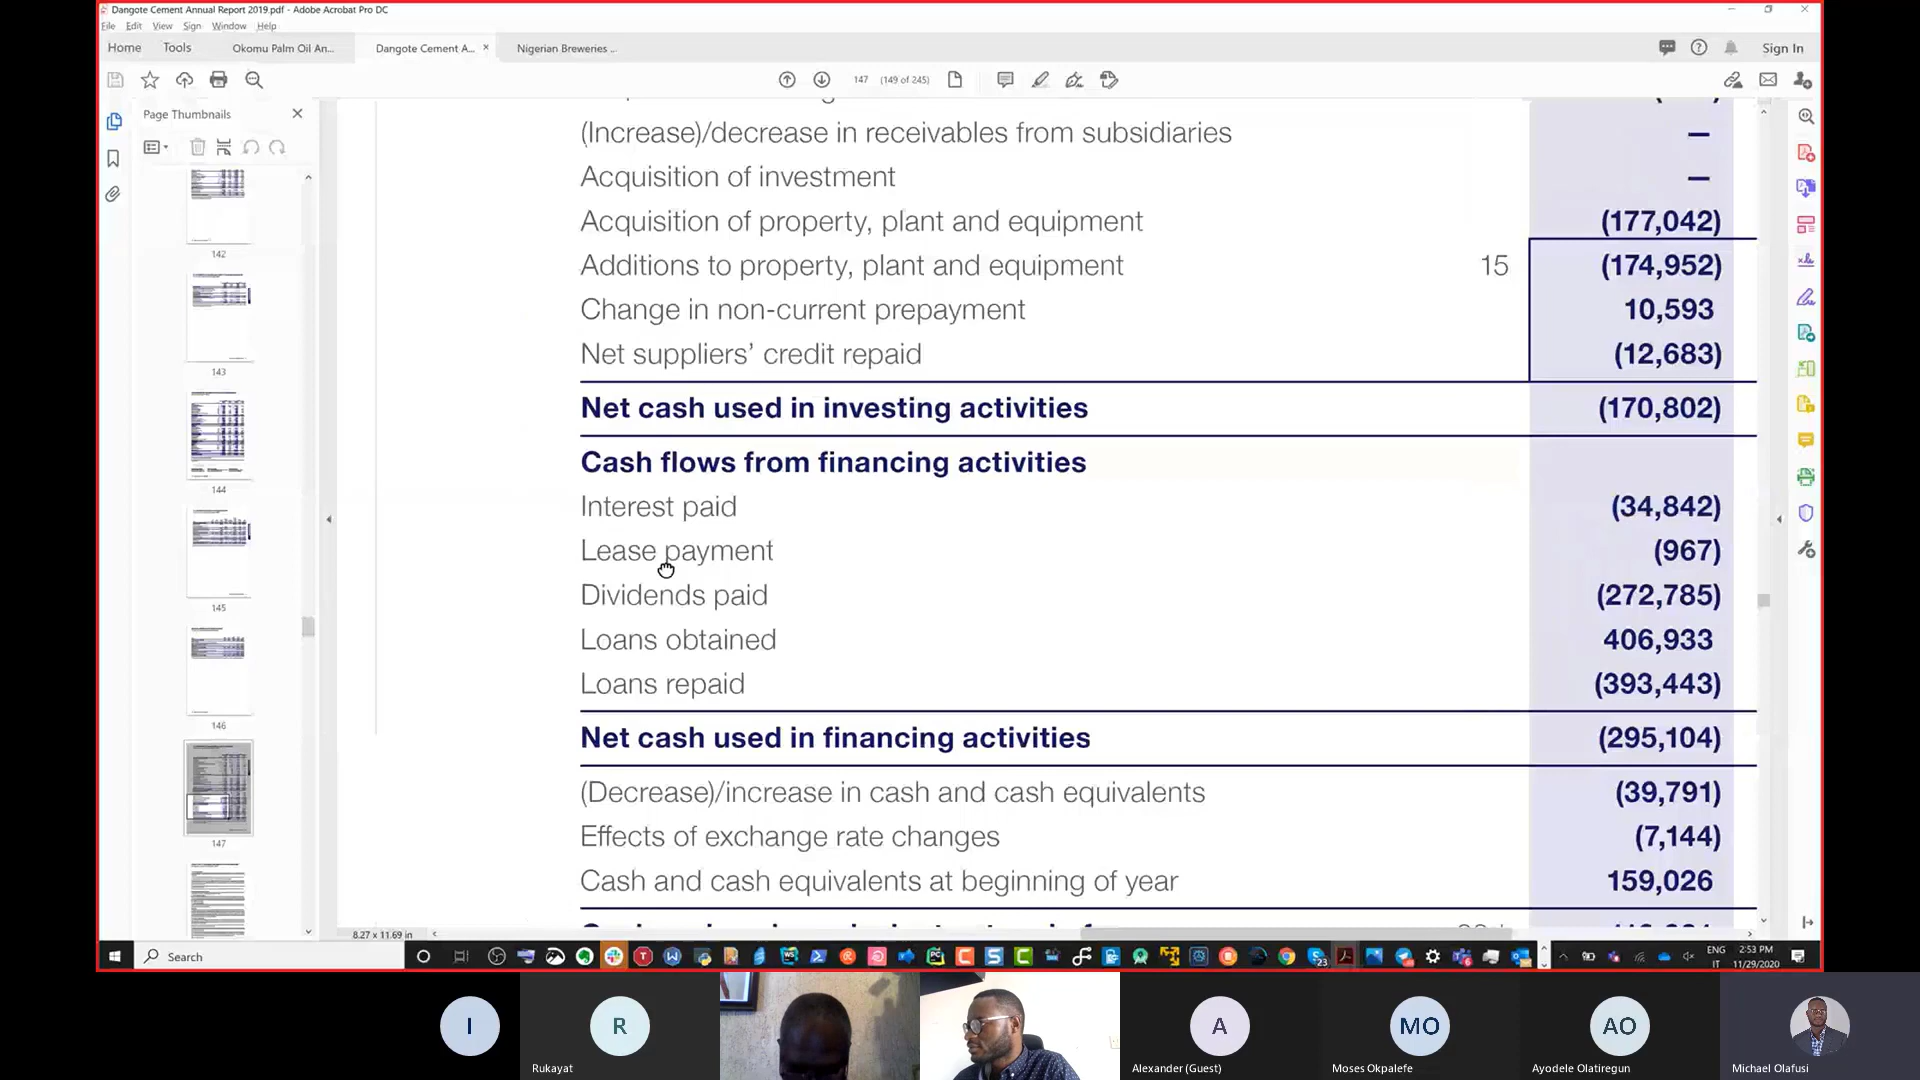 Dangote Cement Annual Report 2019.pdf - Adobe Acrobat Pro DC
File Edit View Sign Window Help
Home Tools Okomu Palm Oil An... Dangote Cement A... × Nigerian Breweries ... Sign In
147 (149 of 245)
Page Thumbnails
(Increase)/decrease in receivables from subsidiaries –
Acquisition of investment –
Acquisition of property, plant and equipment (177,042)
Additions to property, plant and equipment 15 (174,952)
Change in non-current prepayment 10,593
Net suppliers’ credit repaid (12,683)
Net cash used in investing activities (170,802)
Cash flows from financing activities
Interest paid (34,842)
Lease payment (967)
Dividends paid (272,785)
Loans obtained 406,933
Loans repaid (393,443)
Net cash used in financing activities (295,104)
(Decrease)/increase in cash and cash equivalents (39,791)
Effects of exchange rate changes (7,144)
Cash and cash equivalents at beginning of year 159,026
142
143
144
145
146
147
8.27 x 11.69 in
Search
23
ENG
IT
2:53 PM
11/29/2020
I
R
Rukayat
A
Alexander (Guest)
MO
Moses Okpalefe
AO
Ayodele Olatiregun
Michael Olafusi